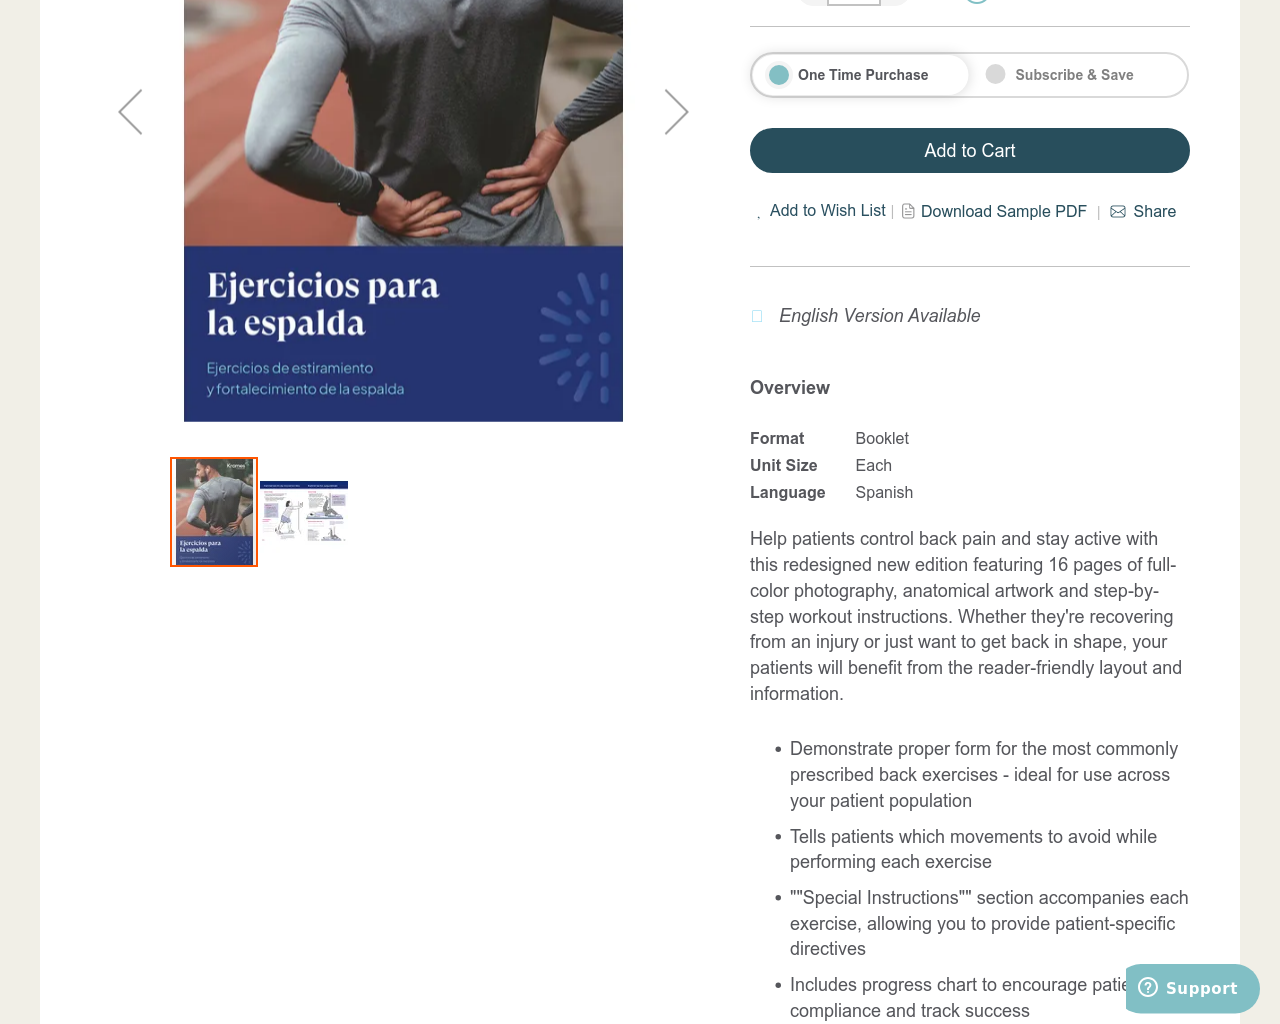 One Time Purchase
Subscribe & Save
Add to Cart
Add to Wish List | Download Sample PDF | Share
Ejercicios para
la espalda
Ejercicios de estiramiento
y fortalecimiento de la espalda
Krames
Ejercicios para
la espalda
English Version Available
Overview
Format Booklet
Unit Size Each
Language Spanish
Help patients control back pain and stay active with
this redesigned new edition featuring 16 pages of full-
color photography, anatomical artwork and step-by-
step workout instructions. Whether they're recovering
from an injury or just want to get back in shape, your
patients will benefit from the reader-friendly layout and
information.
• Demonstrate proper form for the most commonly
prescribed back exercises - ideal for use across
your patient population
• Tells patients which movements to avoid while
performing each exercise
• ""Special Instructions"" section accompanies each
exercise, allowing you to provide patient-specific
directives
• Includes progress chart to encourage
compliance and track success
Support